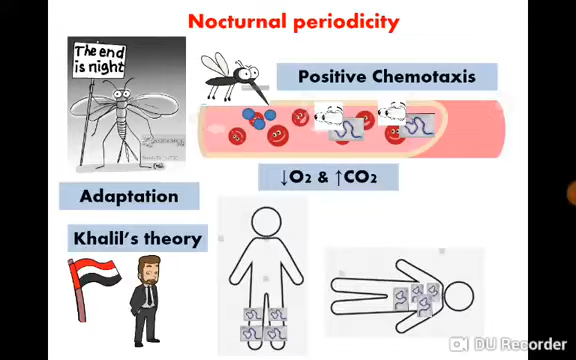 Nocturnal periodicity
The end
is night
Positive Chemotaxis
↓O2 & ↑CO2
Adaptation
Khalil's theory
DU Recorder